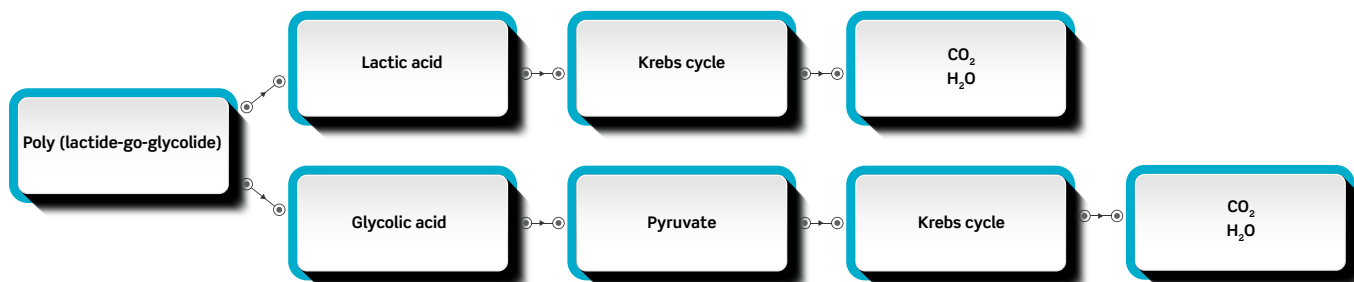 Poly (lactide-go-glycolide)
Lactic acid
Krebs cycle
CO₂
H₂O
Glycolic acid
Pyruvate
Krebs cycle
CO₂
H₂O